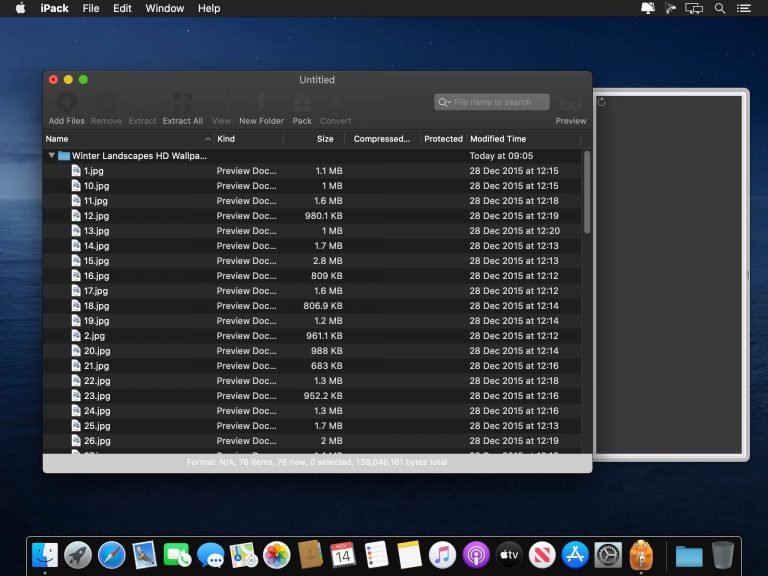 iPack File Edit Window Help
Untitled
File name to search
Add Files Remove Extract Extract All View New Folder Pack Convert Preview
Name Kind Size Compressed... Protected Modified Time
Winter Landscapes HD Wallpa... Today at 09:05
1.jpg Preview Doc... 1.1 MB 28 Dec 2015 at 12:15
10.jpg Preview Doc... 1 MB 28 Dec 2015 at 12:15
11.jpg Preview Doc... 1.6 MB 28 Dec 2015 at 12:18
12.jpg Preview Doc... 980.1 KB 28 Dec 2015 at 12:19
13.jpg Preview Doc... 1 MB 28 Dec 2015 at 12:20
14.jpg Preview Doc... 1.7 MB 28 Dec 2015 at 12:13
15.jpg Preview Doc... 2.8 MB 28 Dec 2015 at 12:13
16.jpg Preview Doc... 809 KB 28 Dec 2015 at 12:12
17.jpg Preview Doc... 1.6 MB 28 Dec 2015 at 12:12
18.jpg Preview Doc... 806.9 KB 28 Dec 2015 at 12:14
19.jpg Preview Doc... 1.2 MB 28 Dec 2015 at 12:14
2.jpg Preview Doc... 961.1 KB 28 Dec 2015 at 12:12
20.jpg Preview Doc... 988 KB 28 Dec 2015 at 12:14
21.jpg Preview Doc... 683 KB 28 Dec 2015 at 12:16
22.jpg Preview Doc... 1.3 MB 28 Dec 2015 at 12:18
23.jpg Preview Doc... 952.2 KB 28 Dec 2015 at 12:16
24.jpg Preview Doc... 1.3 MB 28 Dec 2015 at 12:16
25.jpg Preview Doc... 1.7 MB 28 Dec 2015 at 12:13
26.jpg Preview Doc... 2 MB 28 Dec 2015 at 12:19
Format: N/A, 76 items, 76 new, 0 selected, 138,046,161 bytes total
NOV
14
tv